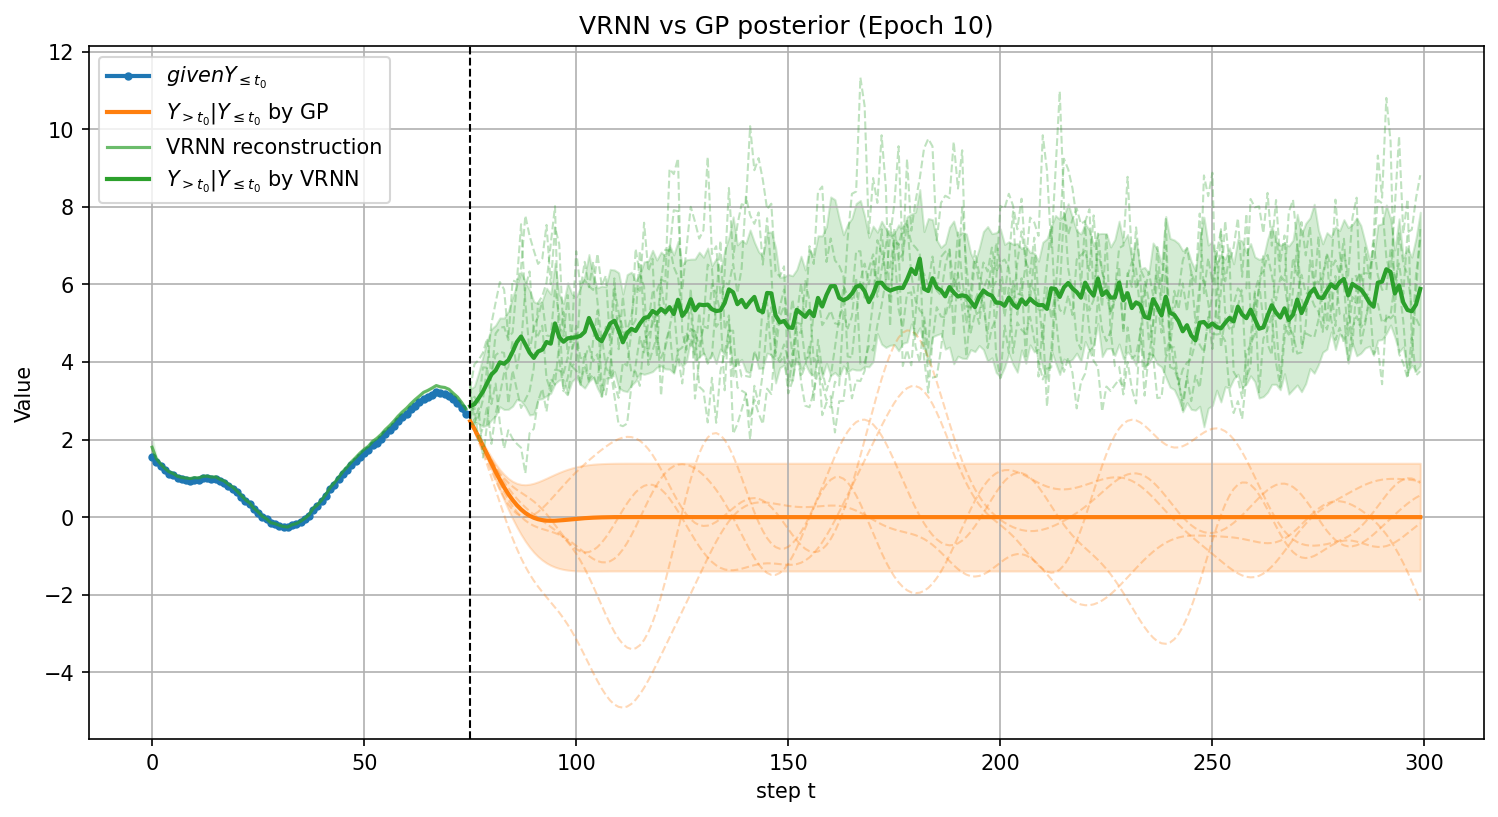 VRNN vs GP posterior (Epoch 10)
givenY≤t₀
Y>t₀|Y≤t₀ by GP
VRNN reconstruction
Y>t₀|Y≤t₀ by VRNN
Value
12
10
8
6
4
2
0
−2
−4
0 50 100 150 200 250 300
step t